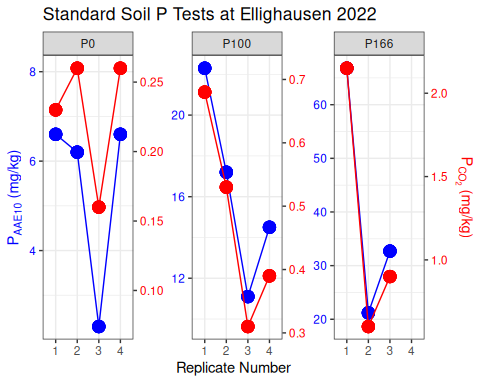 Standard Soil P Tests at Ellighausen 2022
P0
P100
P166
P_AAE10 (mg/kg)
8
6
4
0.25
0.20
0.15
0.10
20
16
12
0.7
0.6
0.5
0.4
0.3
60
50
40
30
20
2.0
1.5
1.0
P_CO2 (mg/kg)
1 2 3 4
1 2 3 4
1 2 3 4
Replicate Number